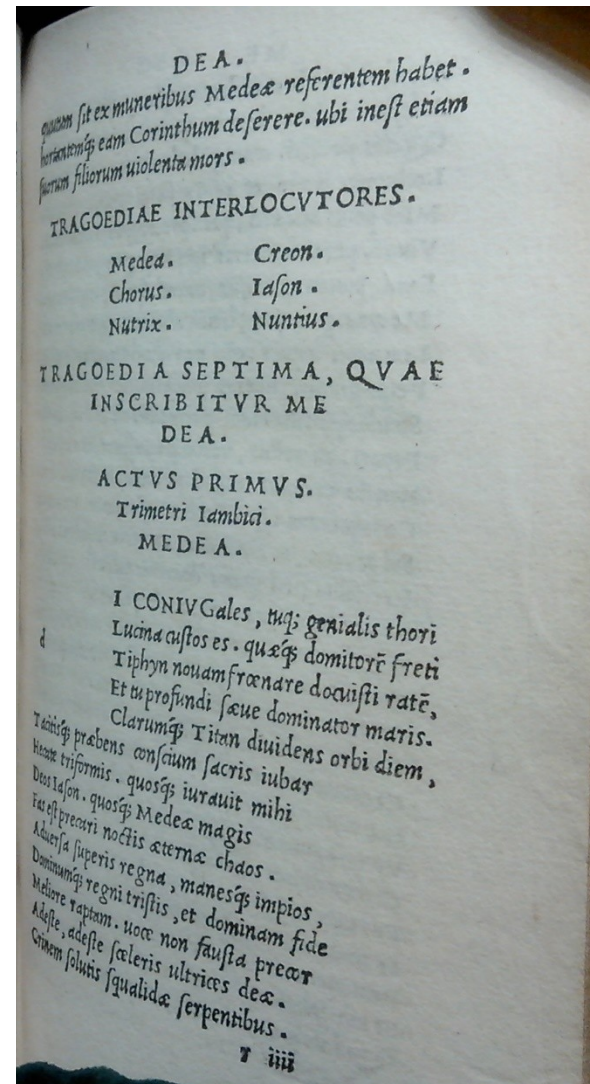 DEA.
sit ex muneribus Medeæ referentem habet.
hortantemq́; eam Corinthum deserere. ubi inest etiam
suorum filiorum uiolenta mors.
TRAGOEDIAE INTERLOCVTORES.
Medea. Creon.
Chorus. Iason.
Nutrix. Nuntius.
TRAGOEDIA SEPTIMA, QVAE
INSCRIBITVR ME
DEA.
ACTVS PRIMVS.
Trimetri Iambici.
MEDEA.
d I CONIVGales, tuq́; genialis thori
Lucina custos es. quæq́; domitorē freti
Tiphyn nouam frœnare docuisti ratē,
Et tu profundi sæue dominator maris.
Clarumq́; Titan diuidens orbi diem,
Tacitisq́; præbens conscium sacris iubar
Hecate triformis. quosq́; iurauit mihi
Deos Iason. quosq́; Medeæ magis
Fas est precari noctis æternæ chaos.
Aduersa superis regna, manesq́; impios,
Dominumq́; regni tristis, et dominam fide
Meliore raptam. uoce non fausta precor
Adeste, adeste sceleris ultrices deæ.
Crinem solutis squalidæ serpentibus.
T iiii